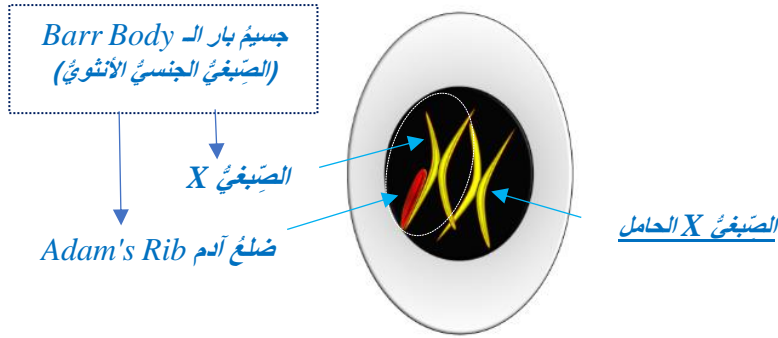 جسيمُ بار الـ Barr Body
(الصِّبغيُّ الجنسيُّ الأنثويُّ)
الصِّبغيُّ X
ضلعُ آدم Adam's Rib
الصِّبغيُّ X الحامل